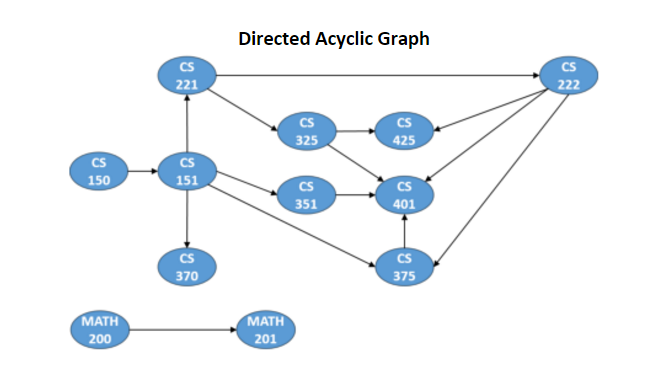 Directed Acyclic Graph
CS
221
CS
222
CS
325
CS
425
CS
150
CS
151
CS
351
CS
401
CS
370
CS
375
MATH
200
MATH
201